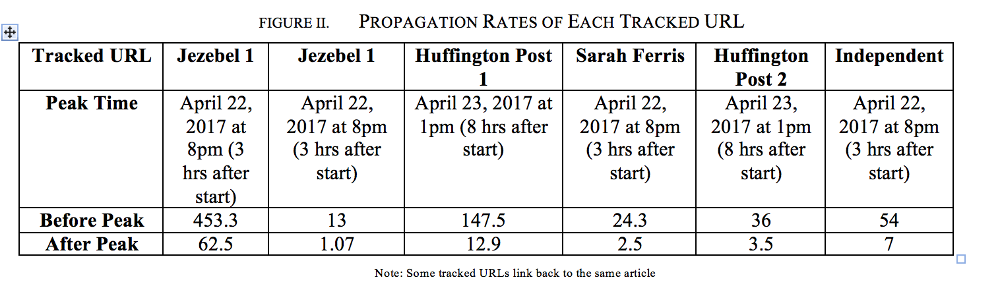 FIGURE II. PROPAGATION RATES OF EACH TRACKED URL
Tracked URL Jezebel 1 Jezebel 1 Huffington Post 1 Sarah Ferris Huffington Post 2 Independent
Peak Time April 22, 2017 at 8pm (3 hrs after start) April 22, 2017 at 8pm (3 hrs after start) April 23, 2017 at 1pm (8 hrs after start) April 22, 2017 at 8pm (3 hrs after start) April 23, 2017 at 1pm (8 hrs after start) April 22, 2017 at 8pm (3 hrs after start)
Before Peak 453.3 13 147.5 24.3 36 54
After Peak 62.5 1.07 12.9 2.5 3.5 7
Note: Some tracked URLs link back to the same article